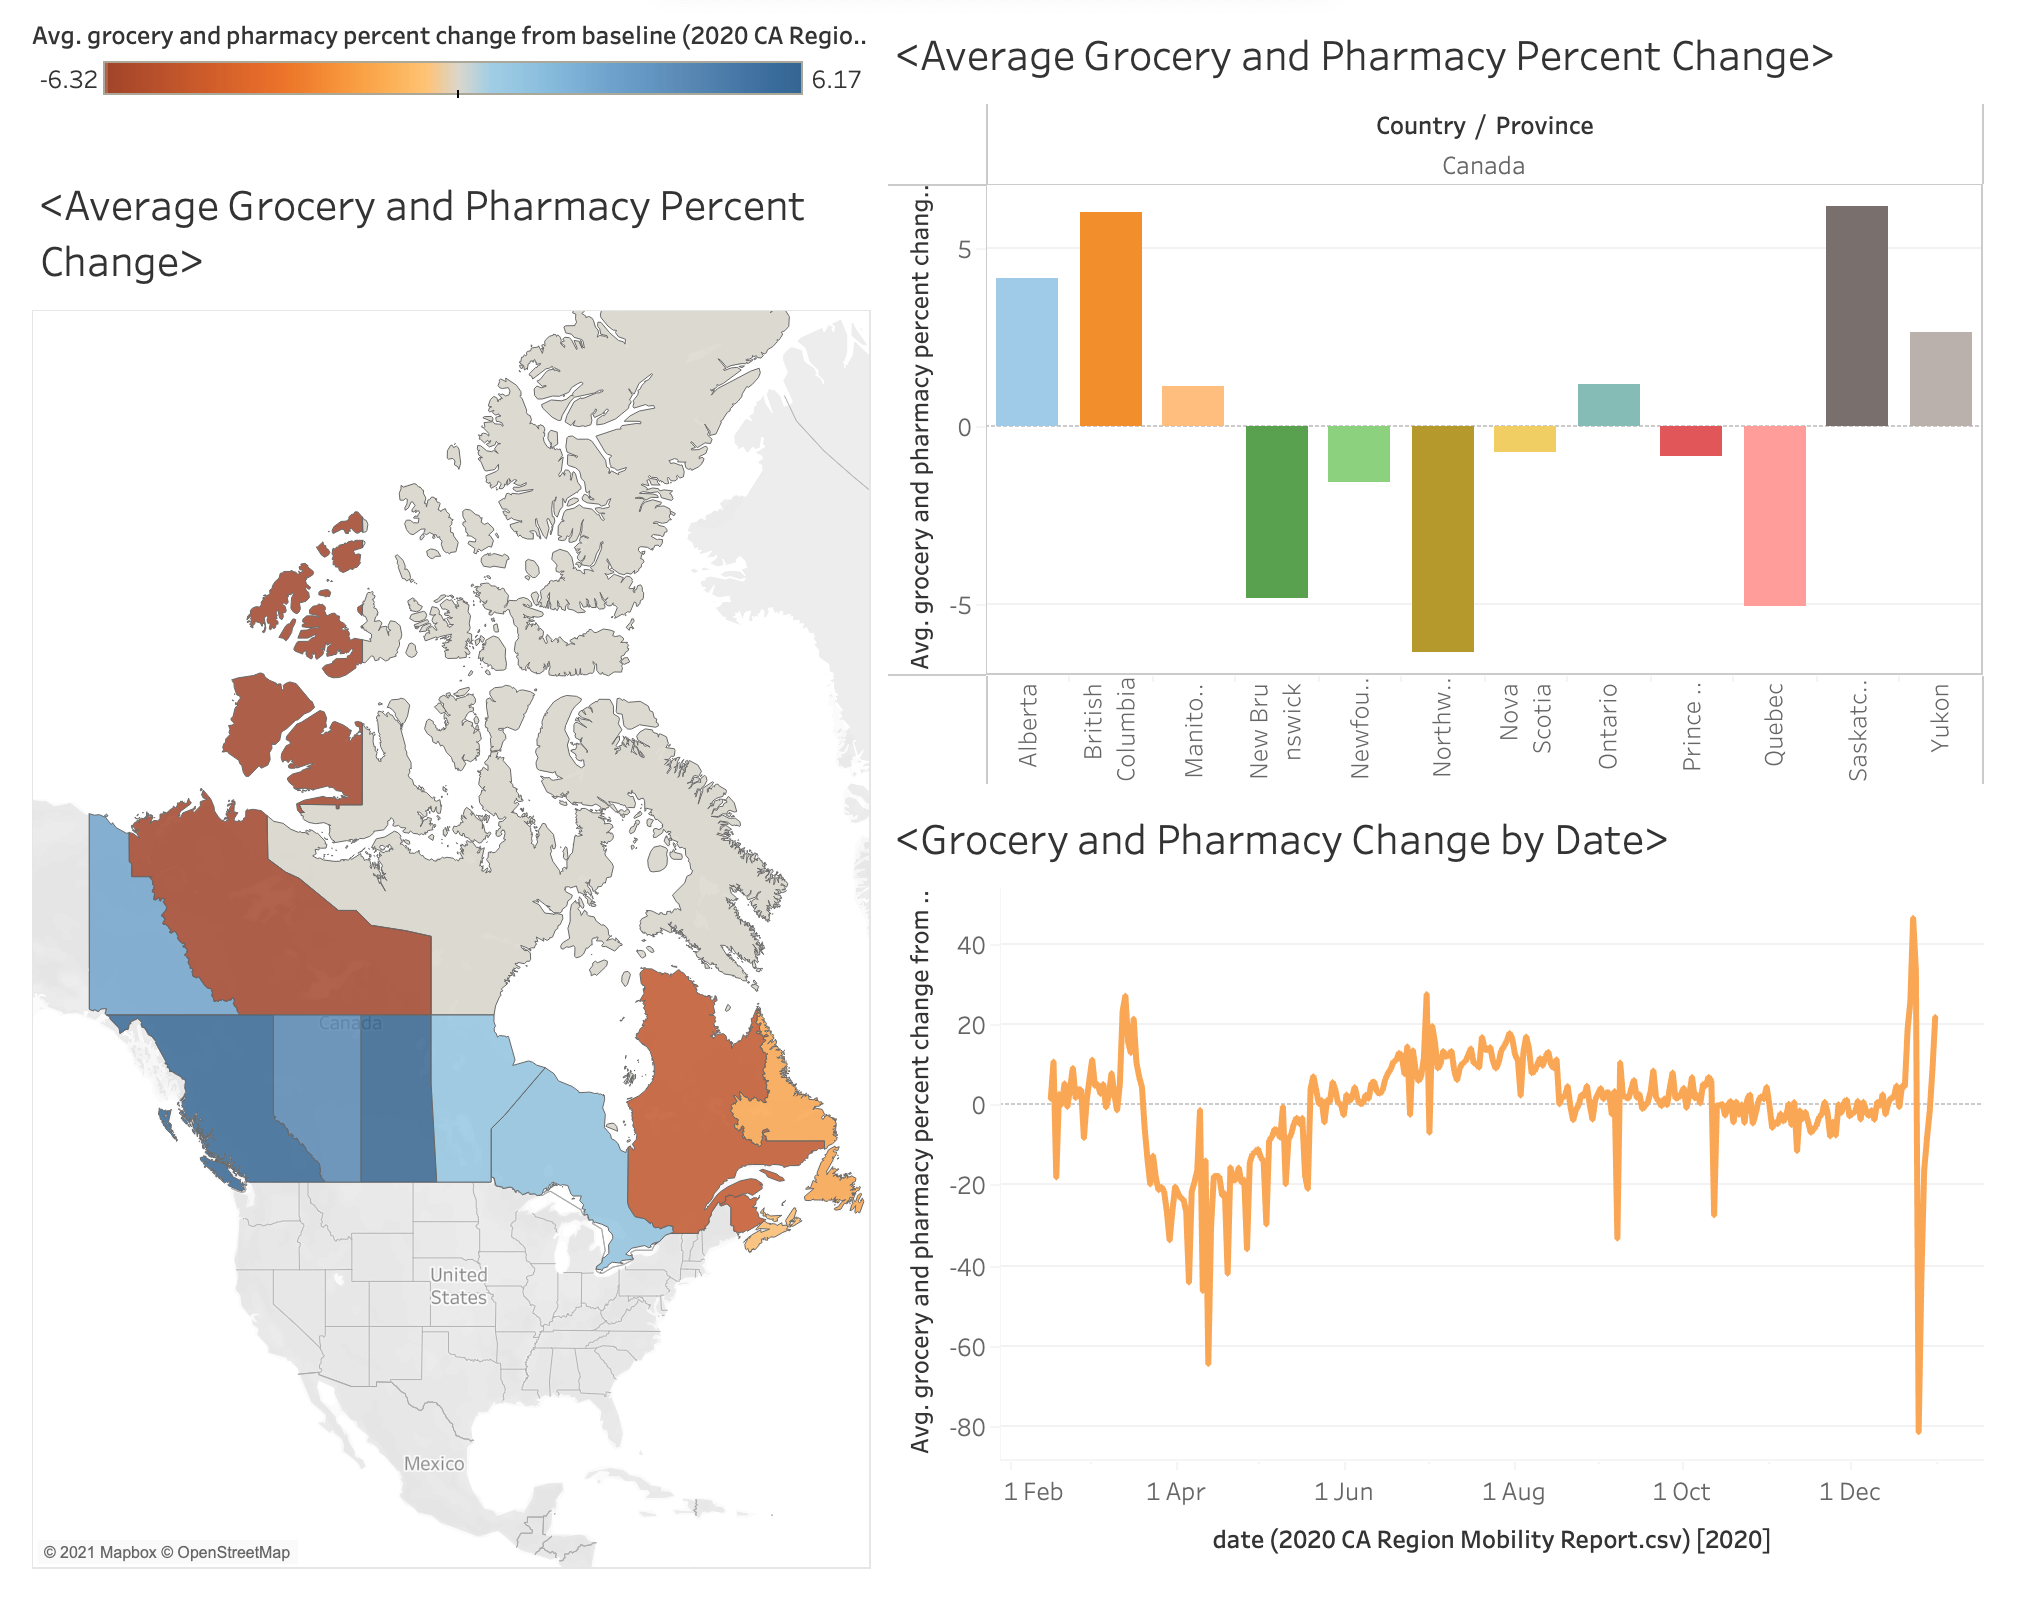 Avg. grocery and pharmacy percent change from baseline (2020 CA Regio..
-6.32
6.17
<Average Grocery and Pharmacy Percent
Change>
Canada
United
States
Mexico
© 2021 Mapbox © OpenStreetMap
<Average Grocery and Pharmacy Percent Change>
Country / Province
Canada
Avg. grocery and pharmacy percent chang..
5
0
-5
Alberta
British
Columbia
Manito..
New Bru
nswick
Newfou..
Northw..
Nova
Scotia
Ontario
Prince ..
Quebec
Saskatc..
Yukon
<Grocery and Pharmacy Change by Date>
Avg. grocery and pharmacy percent change from ..
40
20
0
-20
-40
-60
-80
1 Feb
1 Apr
1 Jun
1 Aug
1 Oct
1 Dec
date (2020 CA Region Mobility Report.csv) [2020]